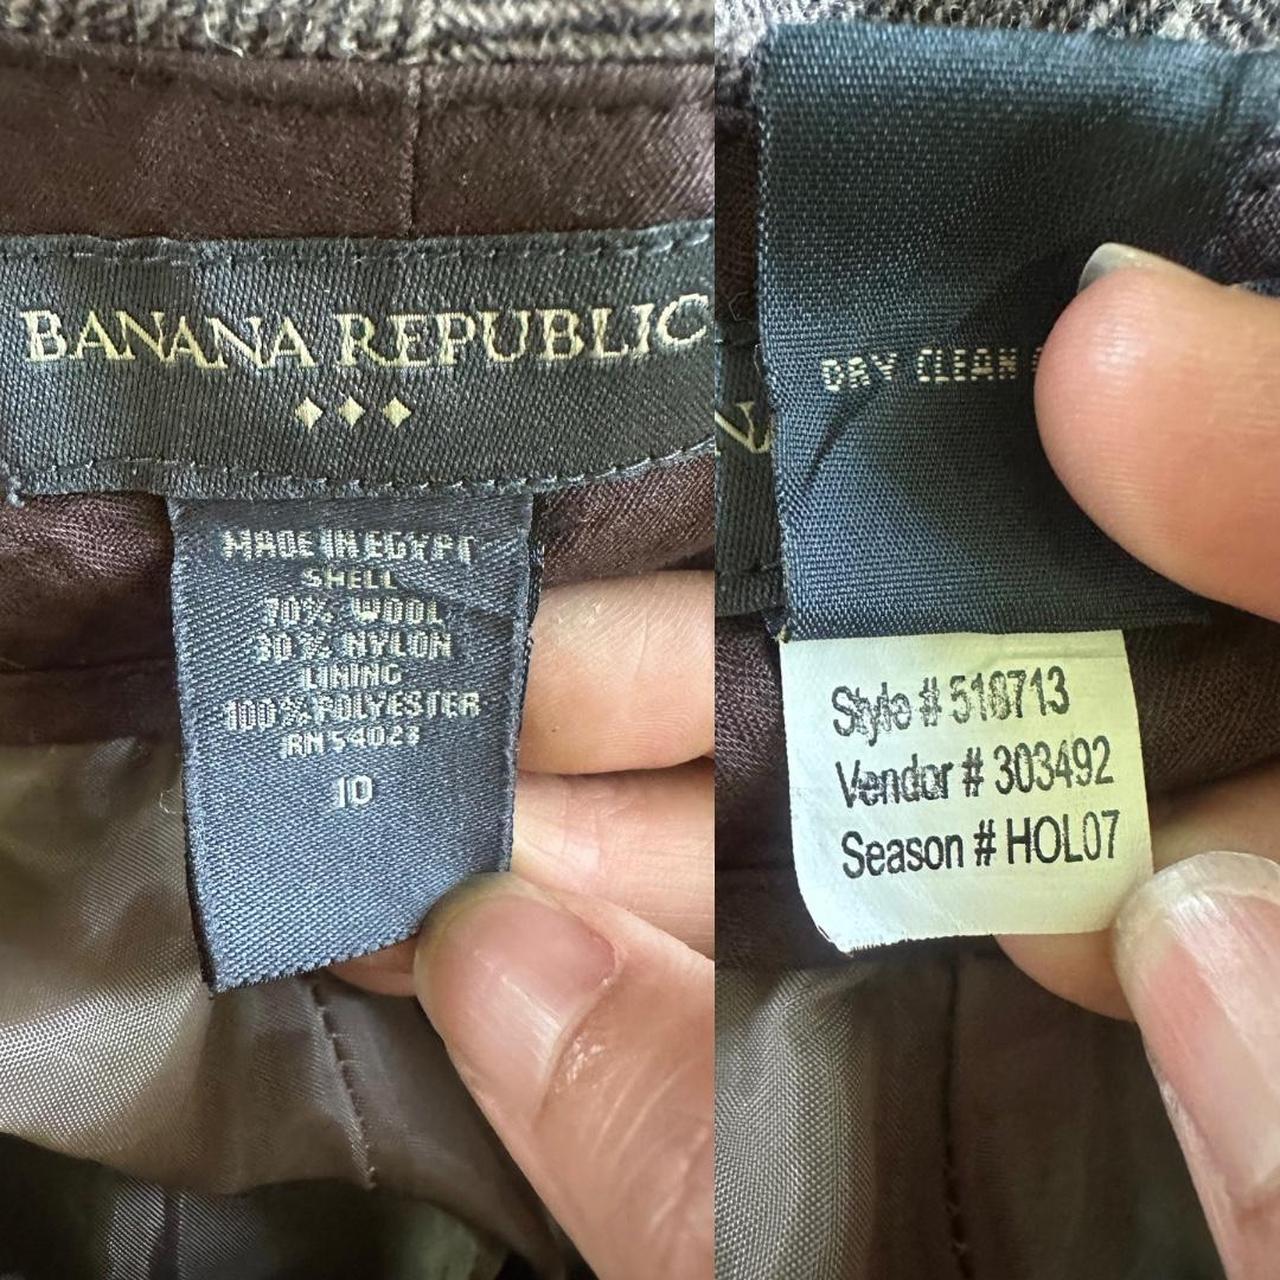 BANANA REPUBLIC
MADE IN EGYPT
SHELL
70% WOOL
30% NYLON
LINING
100% POLYESTER
RN 54023
10
DRY CLEAN
Style # 518713
Vendor # 303492
Season # HOL07